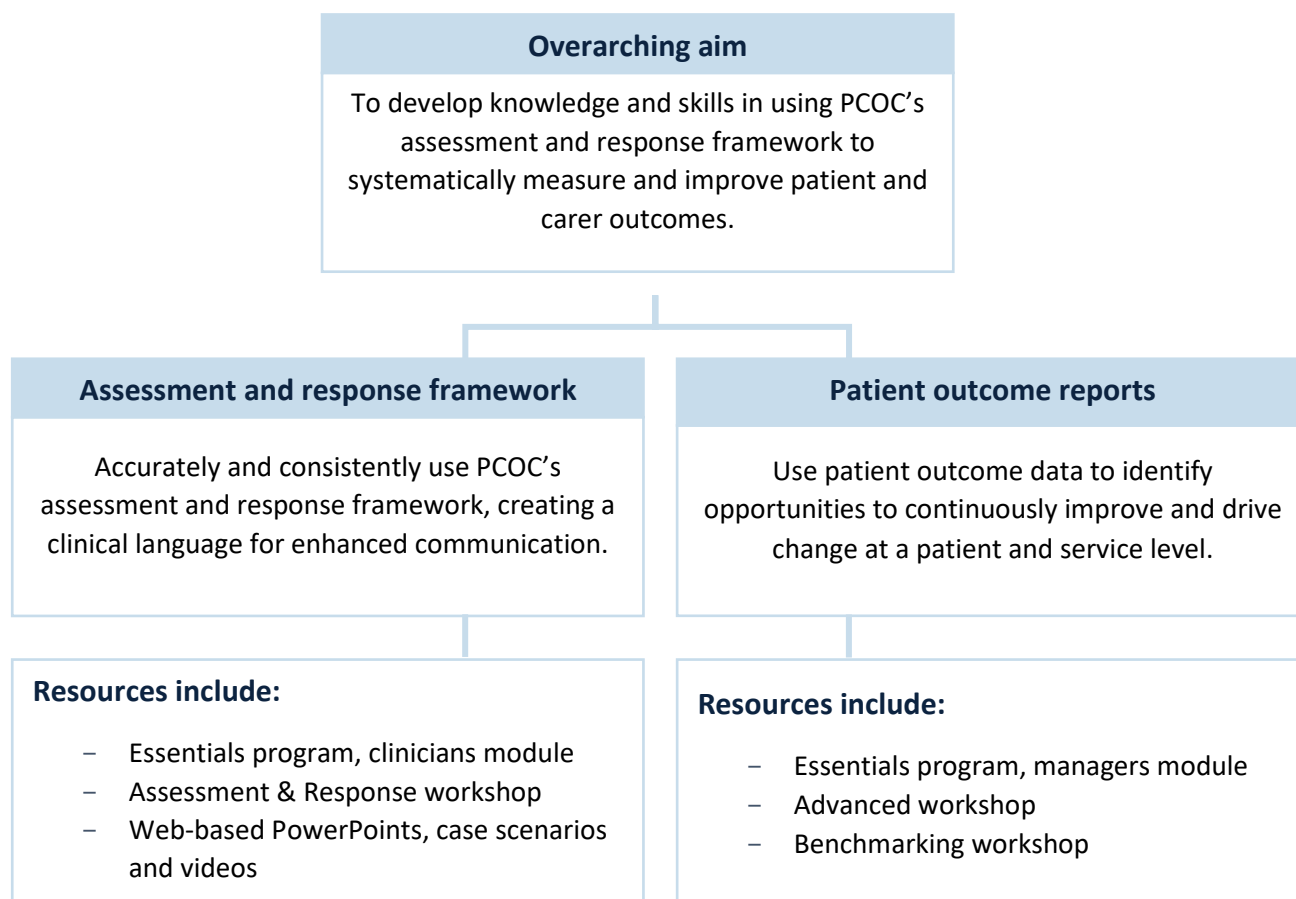 Overarching aim
To develop knowledge and skills in using PCOC’s
assessment and response framework to
systematically measure and improve patient and
carer outcomes.
Assessment and response framework
Accurately and consistently use PCOC’s
assessment and response framework, creating a
clinical language for enhanced communication.
Patient outcome reports
Use patient outcome data to identify
opportunities to continuously improve and drive
change at a patient and service level.
Resources include:
– Essentials program, clinicians module
– Assessment & Response workshop
– Web-based PowerPoints, case scenarios
and videos
Resources include:
– Essentials program, managers module
– Advanced workshop
– Benchmarking workshop